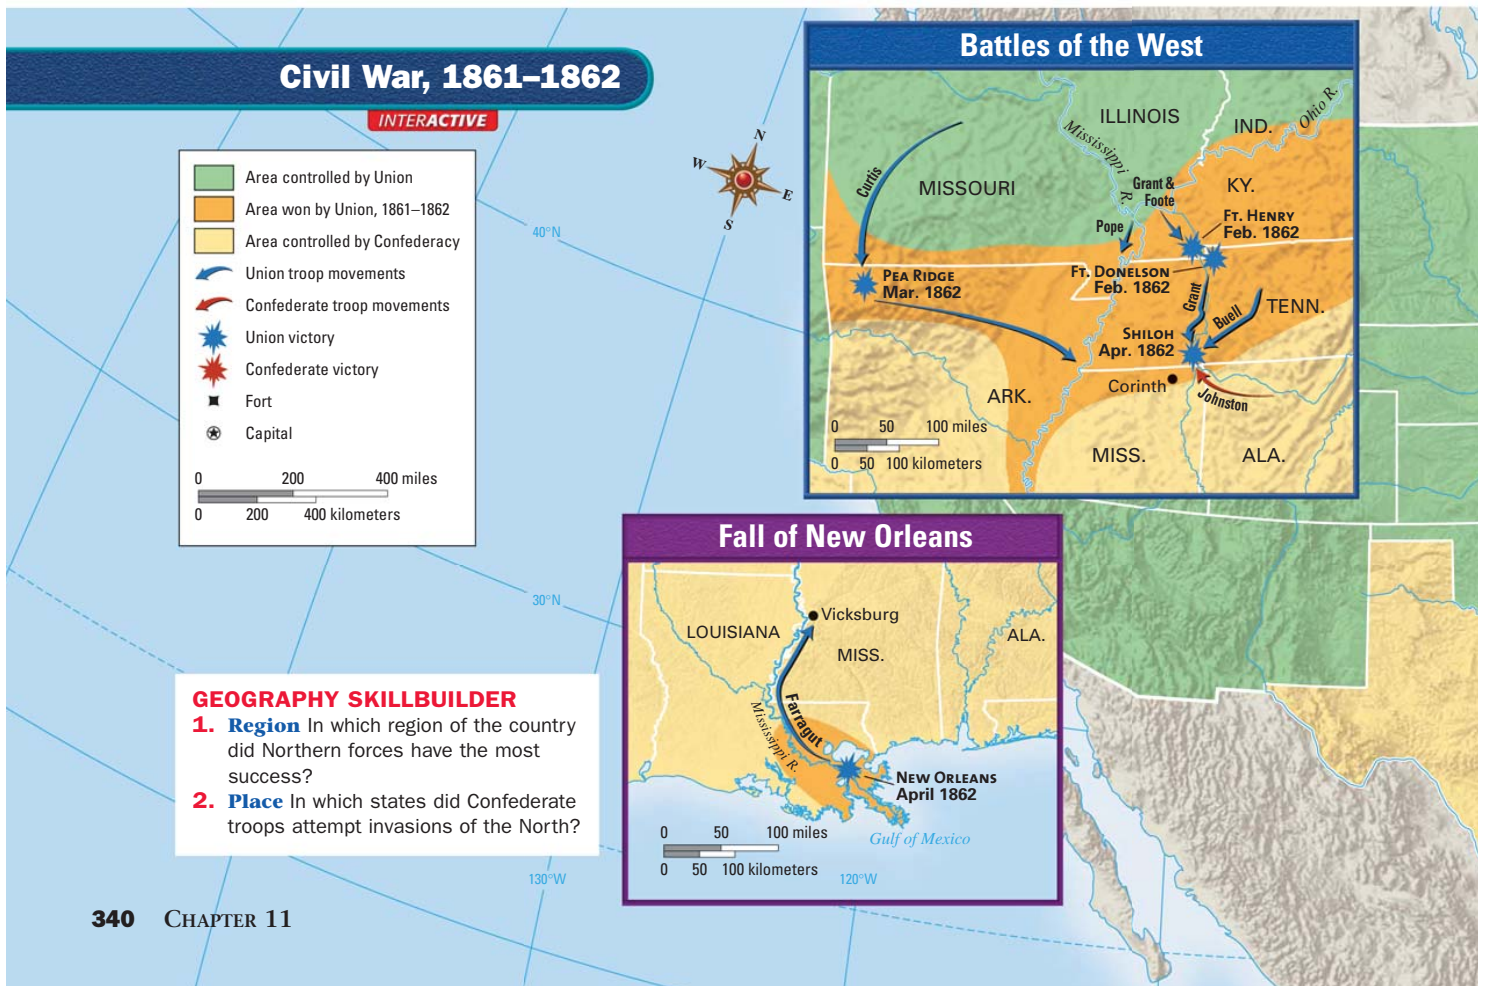 Civil War, 1861–1862
INTERACTIVE
Area controlled by Union
Area won by Union, 1861–1862
Area controlled by Confederacy
Union troop movements
Confederate troop movements
Union victory
Confederate victory
Fort
Capital
0 200 400 miles
0 200 400 kilometers
N
W
E
S
40°N
30°N
130°W
120°W
Battles of the West
ILLINOIS
IND.
Ohio R.
Mississippi R.
MISSOURI
KY.
Curtis
Grant &
Foote
Pope
FT. HENRY
Feb. 1862
PEA RIDGE
Mar. 1862
FT. DONELSON
Feb. 1862
Grant
Buell
TENN.
SHILOH
Apr. 1862
Corinth
Johnston
ARK.
MISS.
ALA.
0 50 100 miles
0 50 100 kilometers
Fall of New Orleans
Vicksburg
LOUISIANA
MISS.
ALA.
Farragut
Mississippi R.
NEW ORLEANS
April 1862
Gulf of Mexico
0 50 100 miles
0 50 100 kilometers
GEOGRAPHY SKILLBUILDER
1. Region In which region of the country
did Northern forces have the most
success?
2. Place In which states did Confederate
troops attempt invasions of the North?
340 CHAPTER 11